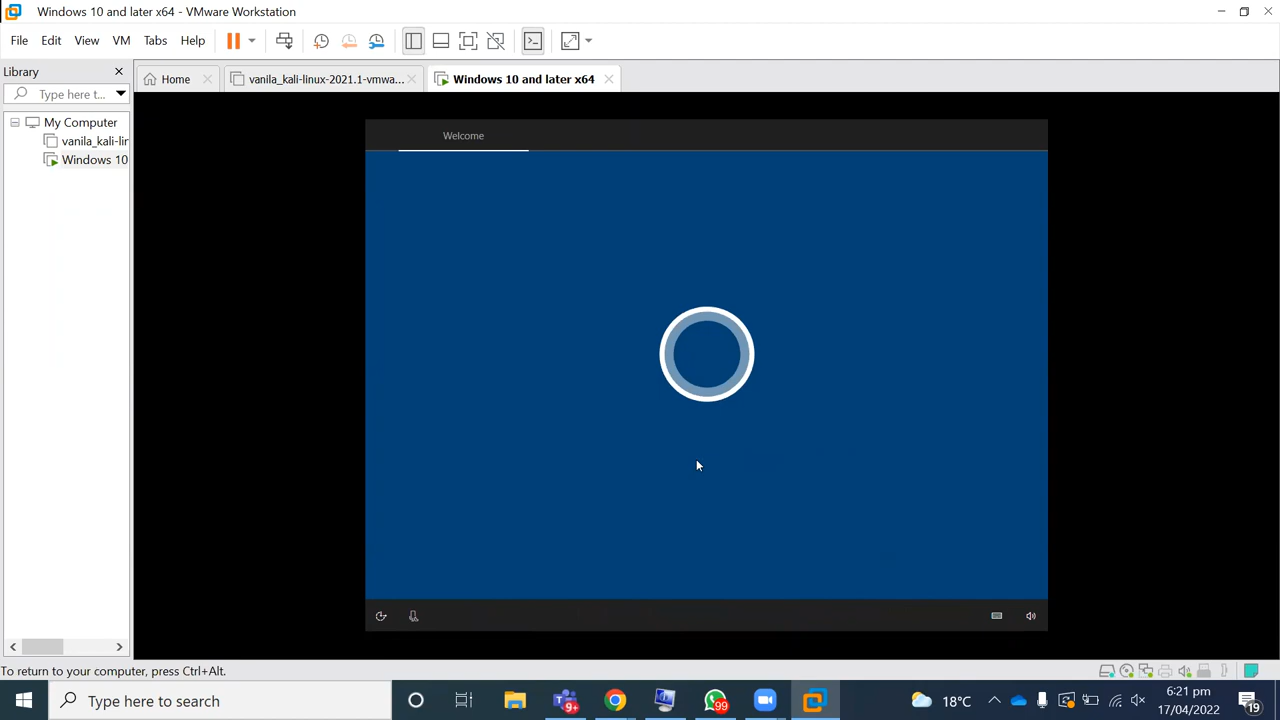 Windows 10 and later x64 - VMware Workstation
File Edit View VM Tabs Help
Library
Type here t...
Home
vanila_kali-linux-2021.1-vmwa...
Windows 10 and later x64
My Computer
vanila_kali-lir
Windows 10
Welcome
To return to your computer, press Ctrl+Alt.
Type here to search
9+
99
18°C
6:21 pm
17/04/2022
19